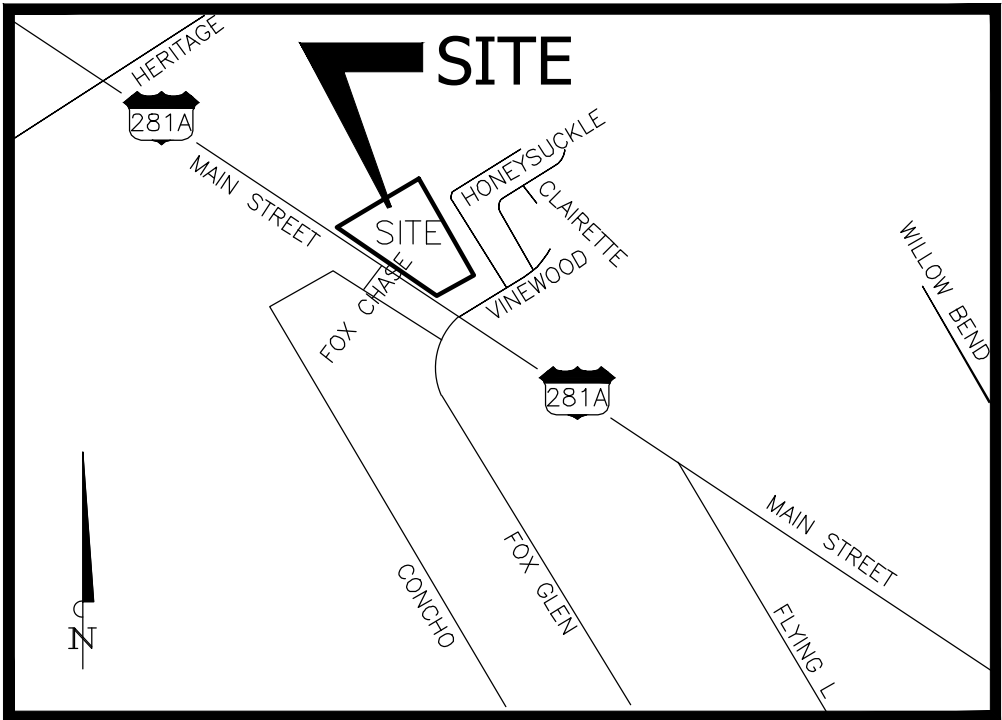 HERITAGE
SITE
281A
HONEYSUCKLE
MAIN STREET
CLAIRETTE
SITE
WILLOW BEND
FOX CHASE
VINEWOOD
281A
MAIN STREET
FOX GLEN
CONCHO
FLYING L
N